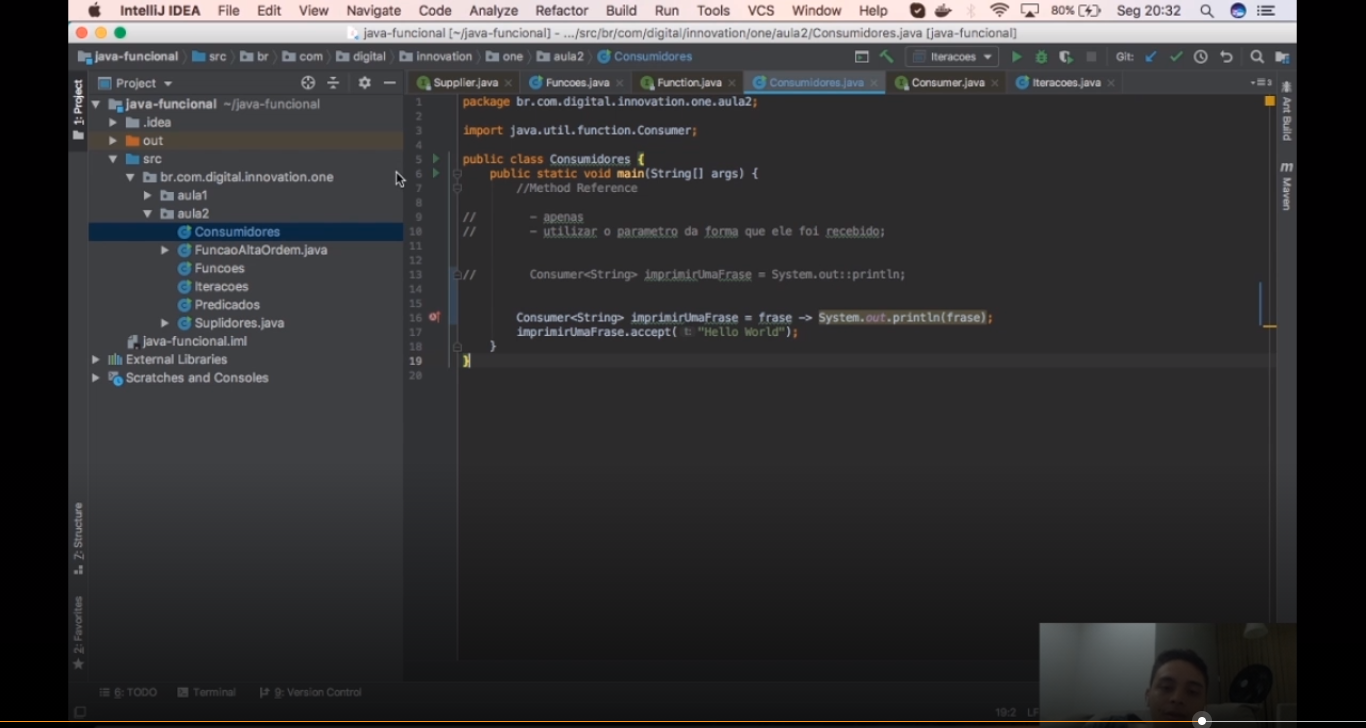 IntelliJ IDEA File Edit View Navigate Code Analyze Refactor Build Run Tools VCS Window Help 80% Seg 20:32
java-funcional [~/java-funcional] - .../src/br/com/digital/innovation/one/aula2/Consumidores.java [java-funcional]
java-funcional src br com digital innovation one aula2 Consumidores Iteracoes Git:
1: Project
Project
Supplier.java Funcoes.java Function.java Consumidores.java Consumer.java Iteracoes.java
java-funcional ~/java-funcional
.idea
out
src
br.com.digital.innovation.one
aula1
aula2
Consumidores
FuncaoAltaOrdem.java
Funcoes
Iteracoes
Predicados
Suplidores.java
java-funcional.iml
External Libraries
Scratches and Consoles
1 package br.com.digital.innovation.one.aula2;
2
3 import java.util.function.Consumer;
4
5 public class Consumidores {
6 public static void main(String[] args) {
7 //Method Reference
8
9 // - apenas
10 // - utilizar o parametro da forma que ele foi recebido;
11
12
13 // Consumer<String> imprimirUmaFrase = System.out::println;
14
15
16 Consumer<String> imprimirUmaFrase = frase -> System.out.println(frase);
17 imprimirUmaFrase.accept( t: "Hello World");
18 }
19 }
20
Ant Build
m Maven
7: Structure
2: Favorites
6: TODO Terminal 9: Version Control
19:2 LF